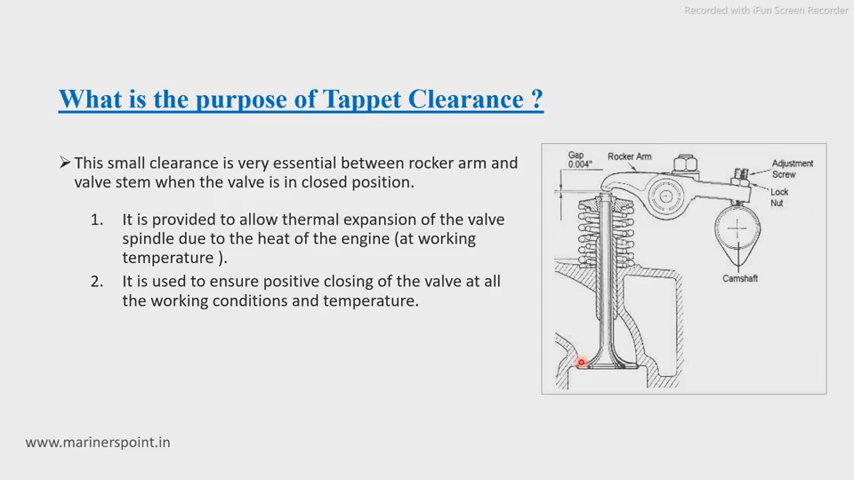 Recorded with iFun Screen Recorder
What is the purpose of Tappet Clearance ?
➢This small clearance is very essential between rocker arm and
valve stem when the valve is in closed position.
1. It is provided to allow thermal expansion of the valve
spindle due to the heat of the engine (at working
temperature ).
2. It is used to ensure positive closing of the valve at all
the working conditions and temperature.
Gap
0.004"
Rocker Arm
Adjustment
Screw
Lock
Nut
Camshaft
www.marinerspoint.in